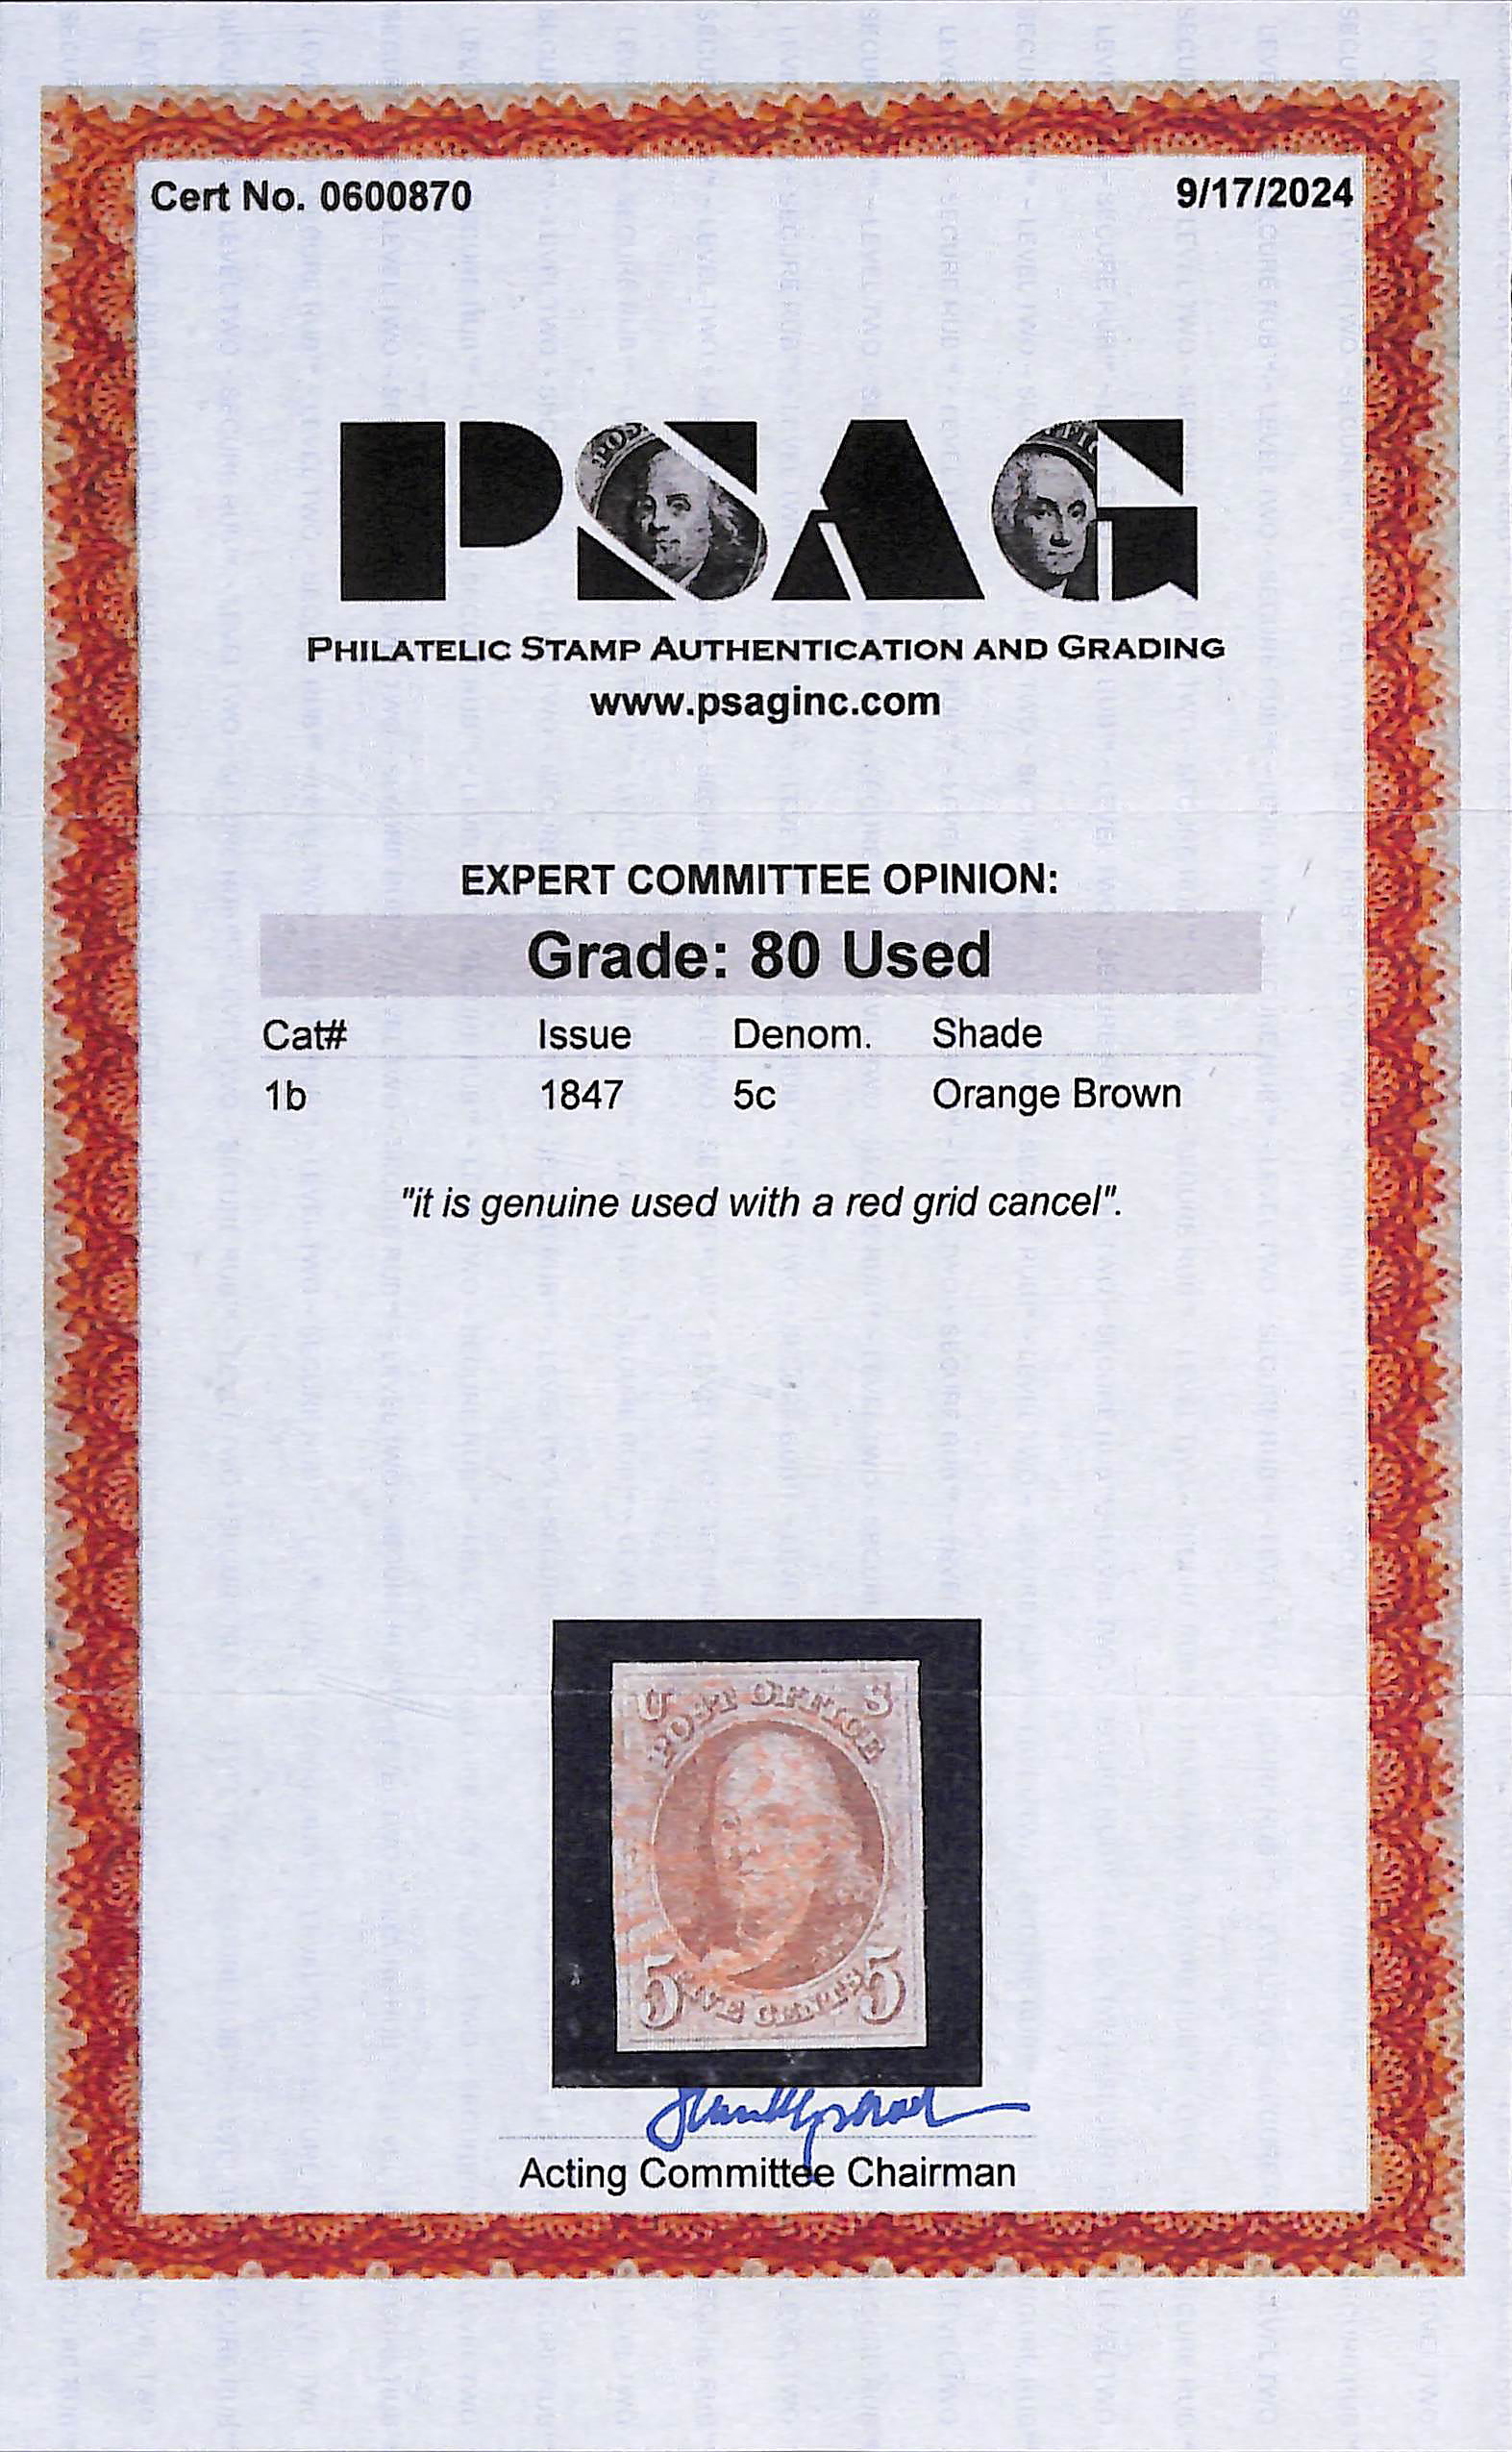 Cert No. 0600870
9/17/2024
PSAG
PHILATELIC STAMP AUTHENTICATION AND GRADING
www.psaginc.com
EXPERT COMMITTEE OPINION:
Grade: 80 Used
Cat# Issue Denom. Shade
1b 1847 5c Orange Brown
"it is genuine used with a red grid cancel".
U S
POST OFFICE
5 FIVE CENTS 5
Acting Committee Chairman